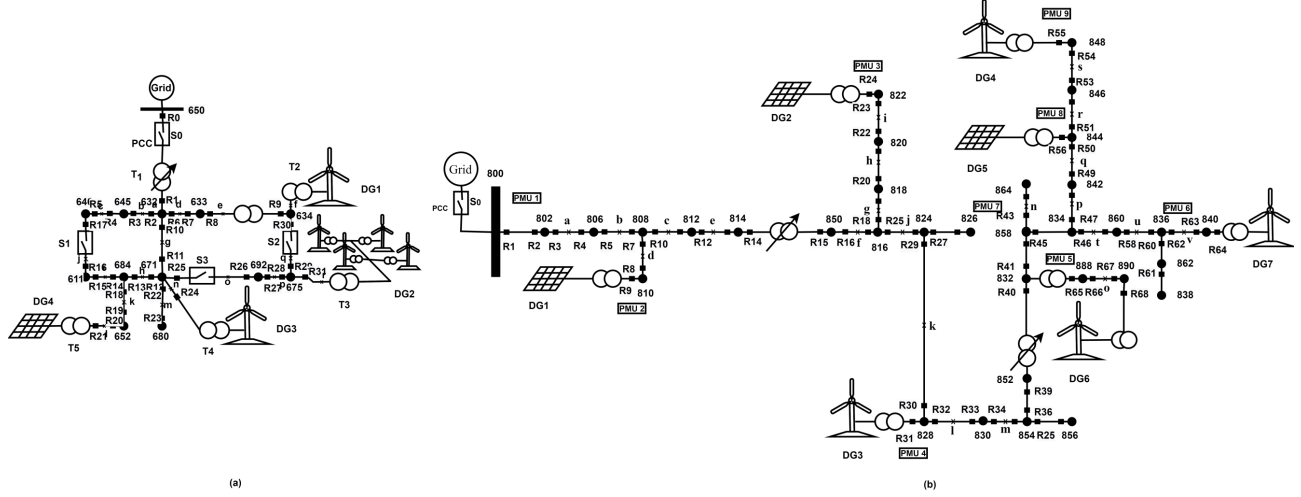 Grid
650
R0
S0
PCC
T1
646 R5 c R4 645 b R3 R2 a 632 R1 R6 d R7 633 R8 e
R9 f T2 DG1
634
R17 R10 R30
S1 g S2
j R11 q
611 R16 R15 R14 684 n R13 671 R12 R25 S3 R26 692 R28 R29 675 R31 r
R18 R22 n R24 o R27 p T3 DG2
k m
R19 R23
DG4 R20 DG3
T5 R21 l 652 680 T4
(a)
Grid
800
PCC S0
PMU 1
R1 R2 802 R3 a R4 806 R5 b R7 808 R10 c 812 R12 e 814 R14 R15 850 R16 f R18 816 R25 j R29 824 R27 826
d
R8
R9 810
DG1 PMU 2
PMU 3
R24
822
R23
DG2
i
R22
820
h
R20
818
g
k
R30
R31 828 R32 l R33 830 R34 m 854 R36 R25 856
DG3 PMU 4
R39
852
R40
832
R41
PMU 5
888 R65 R66 R67 o 890 R68
DG6
858 R45
R43
n
864
PMU 7
834 R46 R47 t 860 R58 u R60 836 R62 R63 v 840 R64
PMU 6
DG7
862
R61
838
p
842
R49
q
R50
844
R56
PMU 8
DG5
R51
r
846
R53
s
R54
848
R55
PMU 9
DG4
(b)